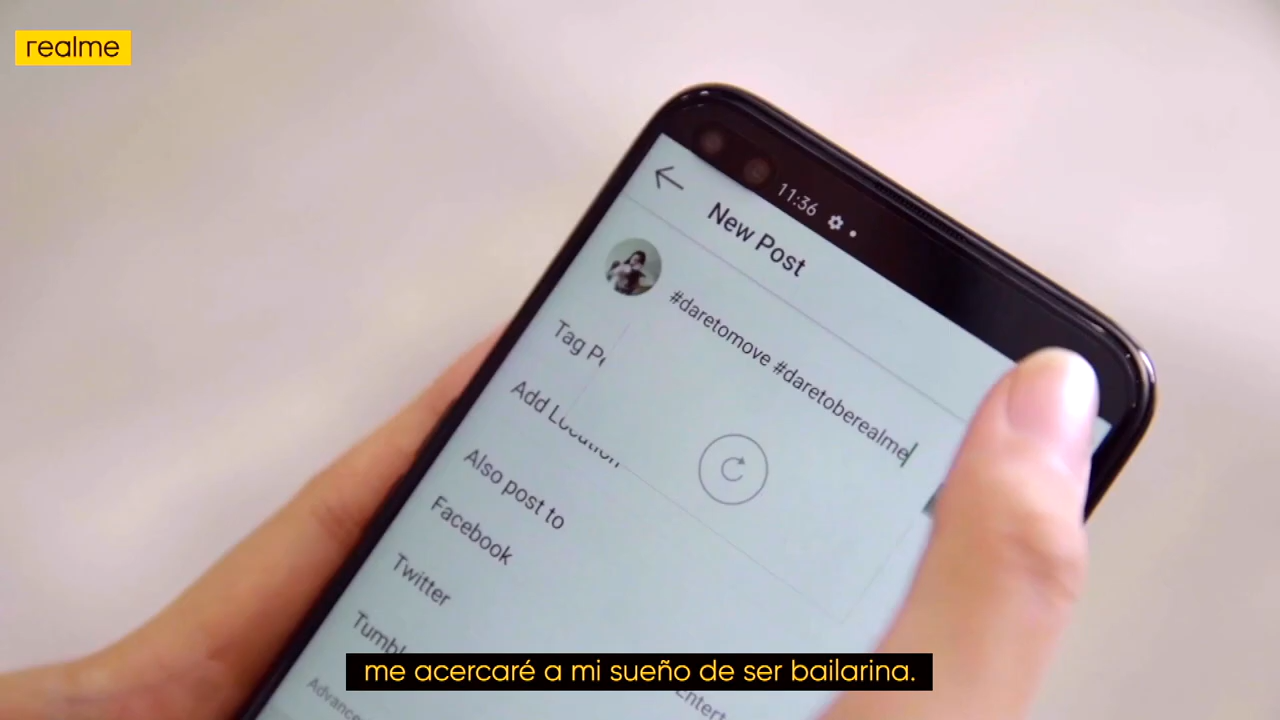 realme
11:36
New Post
#daretomove #daretoberealme
Tag
Add Location
Also post to
Facebook
Twitter
me acercaré a mi sueño de ser bailarina.